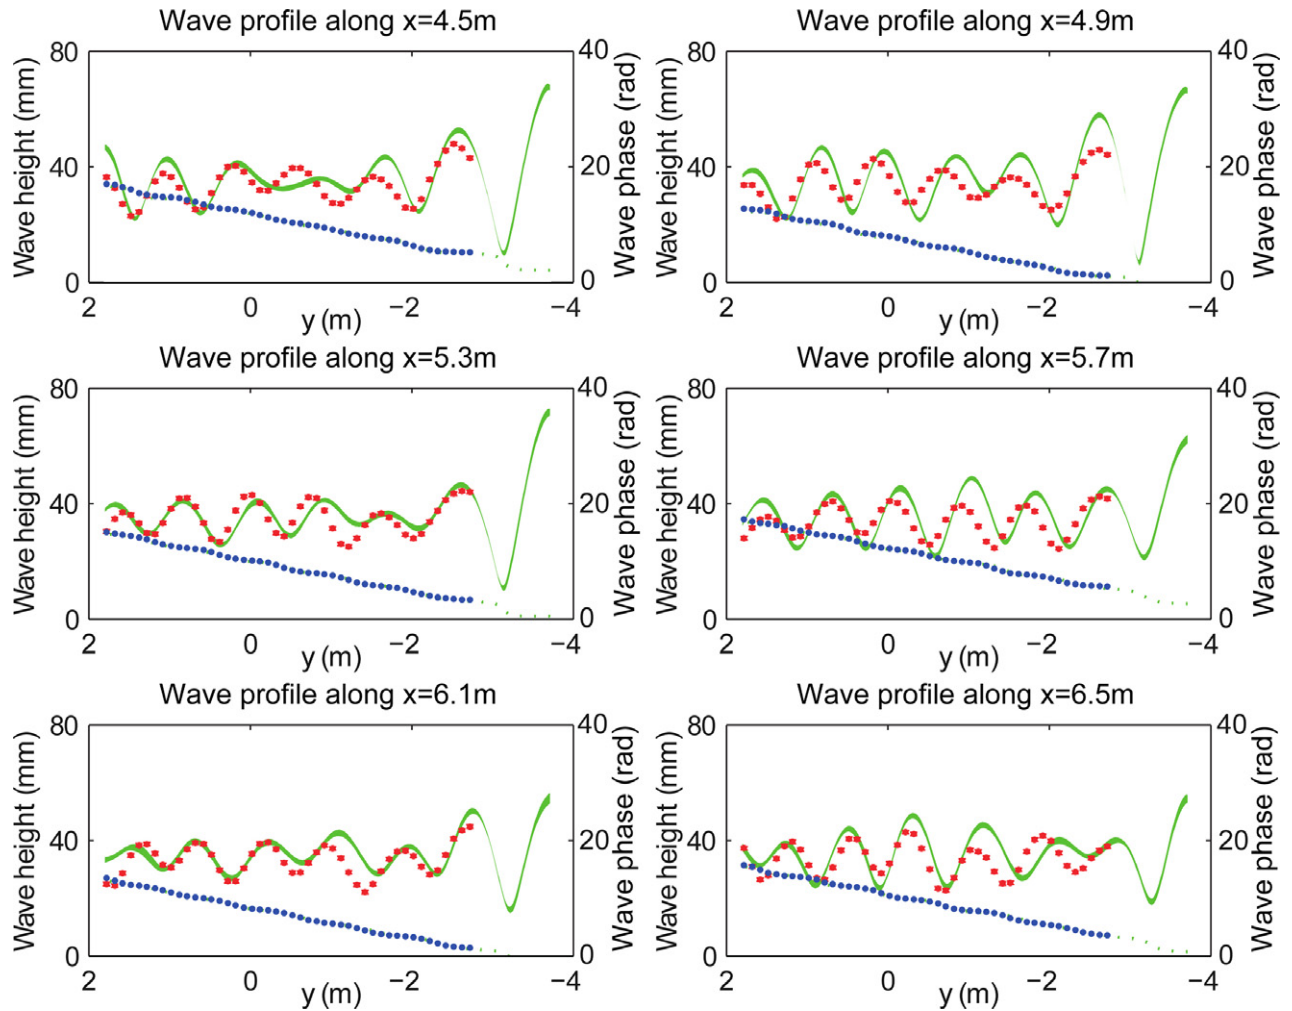 Wave profile along x=4.5m
Wave height (mm)
80
40
0
40
20
0
Wave phase (rad)
2
0
−2
−4
y (m)
Wave profile along x=4.9m
Wave height (mm)
80
40
0
40
20
0
Wave phase (rad)
2
0
−2
−4
y (m)
Wave profile along x=5.3m
Wave height (mm)
80
40
0
40
20
0
Wave phase (rad)
2
0
−2
−4
y (m)
Wave profile along x=5.7m
Wave height (mm)
80
40
0
40
20
0
Wave phase (rad)
2
0
−2
−4
y (m)
Wave profile along x=6.1m
Wave height (mm)
80
40
0
40
20
0
Wave phase (rad)
2
0
−2
−4
y (m)
Wave profile along x=6.5m
Wave height (mm)
80
40
0
40
20
0
Wave phase (rad)
2
0
−2
−4
y (m)